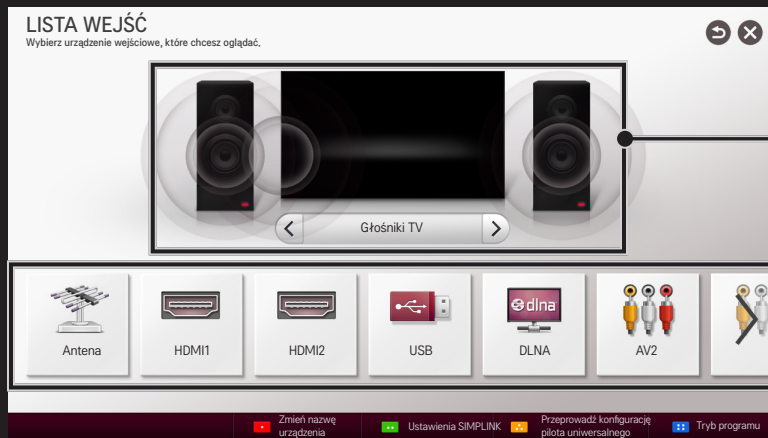 LISTA WEJŚĆ
Wybierz urządzenie wejściowe, które chcesz oglądać.
Głośniki TV
dlna
Antena
HDMI1
HDMI2
USB
DLNA
AV2
Zmień nazwę
urządzenia
Ustawienia SIMPLINK
Przeprowadź konfigurację
pilota uniwersalnego
Tryb programu